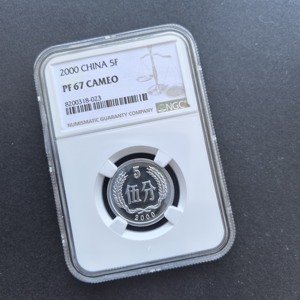 2000 CHINA 5F
PF 67 CAMEO
8200318-023
NGC
NUMISMATIC GUARANTY COMPANY
5
伍分
2000